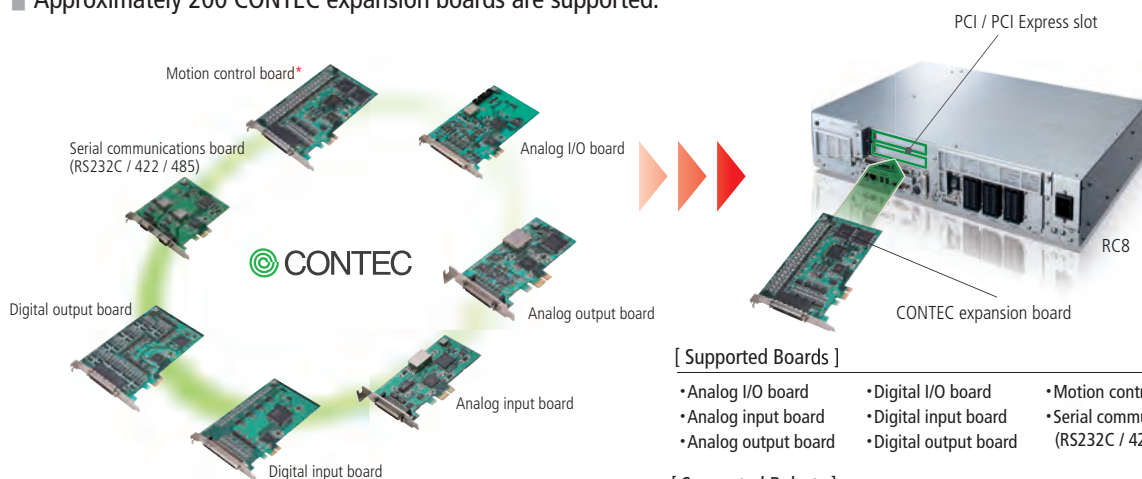 Approximately 200 CONTEC expansion boards are supported.
PCI / PCI Express slot
Motion control board*
Serial communications board
(RS232C / 422 / 485)
Analog I/O board
CONTEC
RC8
Digital output board
Analog output board
CONTEC expansion board
Analog input board
Digital input board
[ Supported Boards ]
・Analog I/O board ・Digital I/O board ・Motion
・Analog input board ・Digital input board ・Serial
・Analog output board ・Digital output board (RS232C /